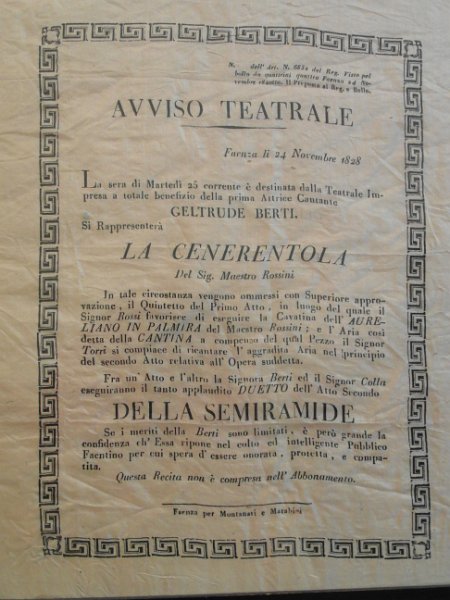 N. dell' Art. N. 6834 del Reg. Visto pel
bollo da quattrini quattro Faenza 24 No-
vembre 1828. Il Preposto al Reg. e Bollo.
AVVISO TEATRALE
Faenza lì 24 Novembre 1828
La sera di Martedì 25 corrente è destinata dalla Teatrale Im-
presa a totale benefizio della prima Attrice Cantante
GELTRUDE BERTI.
Si Rappresenterà
LA CENERENTOLA
Del Sig. Maestro Rossini
In tale circostanza vengono ommessi con Superiore appro-
vazione, il Quintetto del Primo Atto, in luogo del quale il
Signor Rossi favorisce di eseguire la Cavatina dell' AURE-
LIANO IN PALMIRA del Maestro Rossini; e l'Aria così
detta della CANTINA a compenso del qual Pezzo il Signor
Torri si compiace di ricantare l'aggradita Aria nel principio
del secondo Atto relativa all' Opera suddetta.
Fra un' Atto e l'altro la Signora Berti ed il Signor Colla
eseguiranno il tanto applaudito DUETTO dell' Atto Secondo
DELLA SEMIRAMIDE
Se i meriti della Berti sono limitati, è però grande la
confidenza ch' Essa ripone nel colto ed intelligente Pubblico
Faentino per cui spera d' essere onorata, protetta, e compa-
tita.
Questa Recita non è compresa nell' Abbonamento.
Faenza per Montanari e Marabini